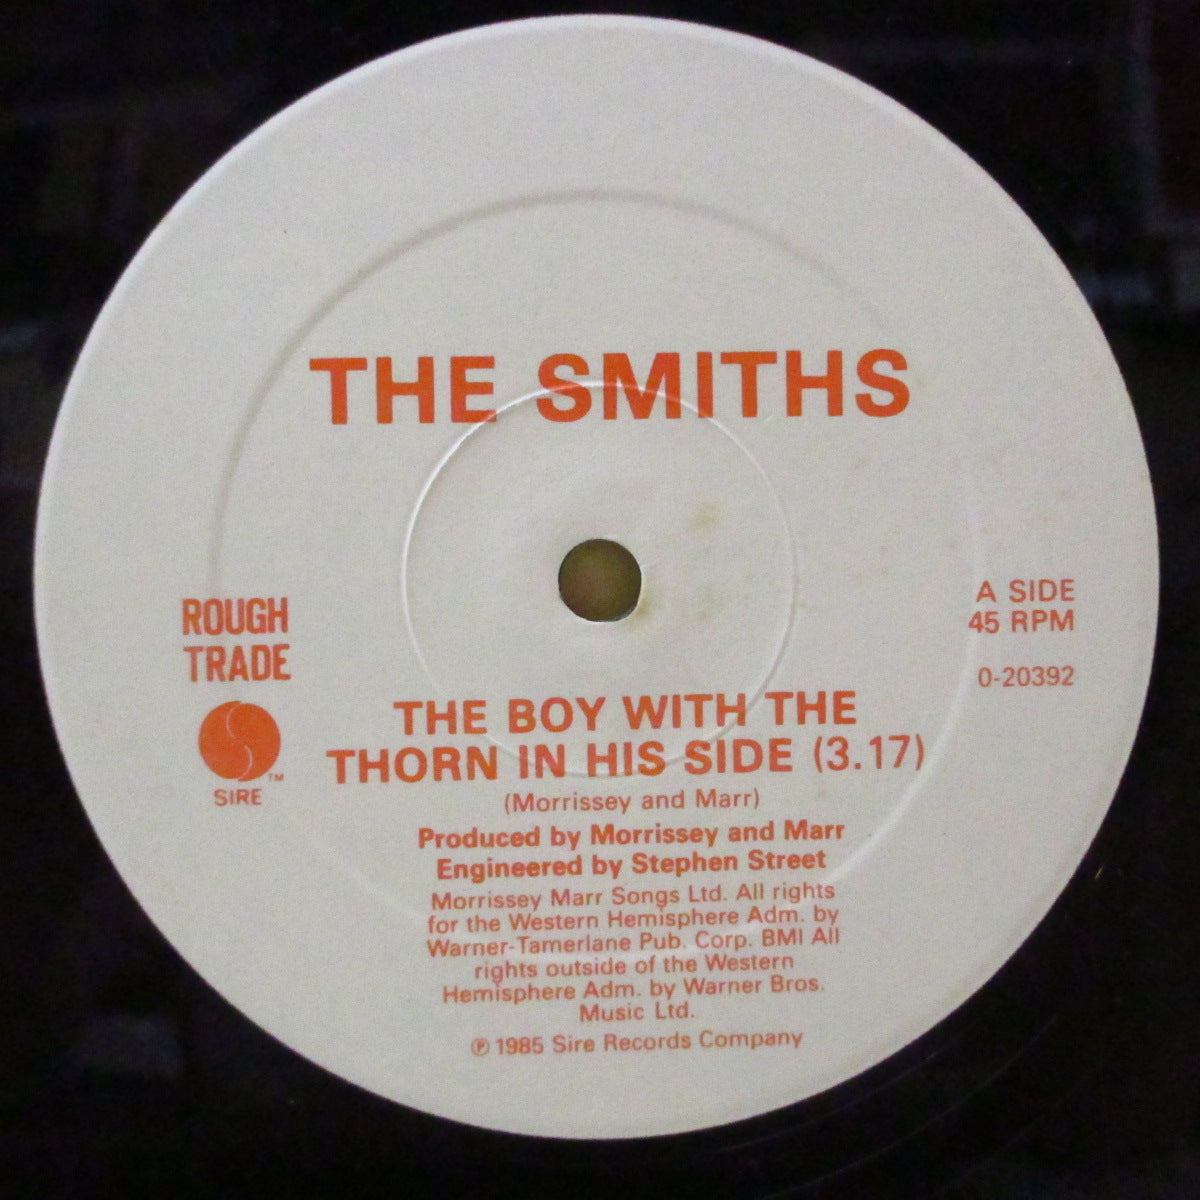 THE SMITHS
ROUGH
TRADE
TM
SIRE
A SIDE
45 RPM
0-20392
THE BOY WITH THE
THORN IN HIS SIDE (3.17)
(Morrissey and Marr)
Produced by Morrissey and Marr
Engineered by Stephen Street
Morrissey Marr Songs Ltd. All rights
for the Western Hemisphere Adm. by
Warner-Tamerlane Pub. Corp. BMI All
rights outside of the Western
Hemisphere Adm. by Warner Bros.
Music Ltd.
℗ 1985 Sire Records Company